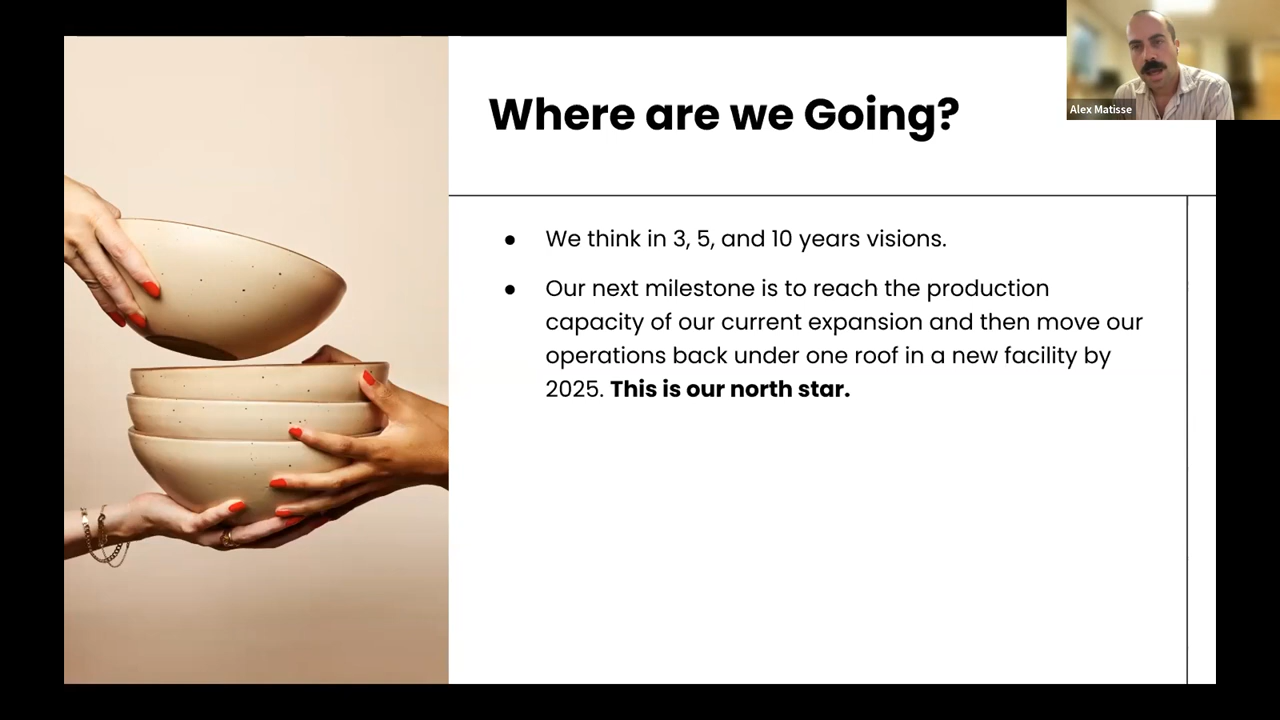 Where are we Going?
Alex Matisse
● We think in 3, 5, and 10 years visions.
● Our next milestone is to reach the production
capacity of our current expansion and then move our
operations back under one roof in a new facility by
2025. This is our north star.